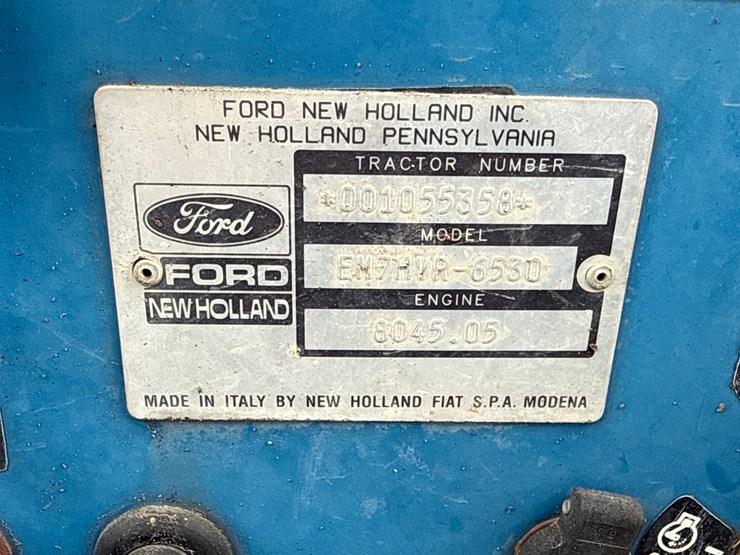 FORD NEW HOLLAND INC.
NEW HOLLAND PENNSYLVANIA
TRACTOR NUMBER
*001055358*
Ford
MODEL
FORD
EM7HVR-6530
NEW HOLLAND
ENGINE
8045.05
MADE IN ITALY BY NEW HOLLAND FIAT S.P.A. MODENA